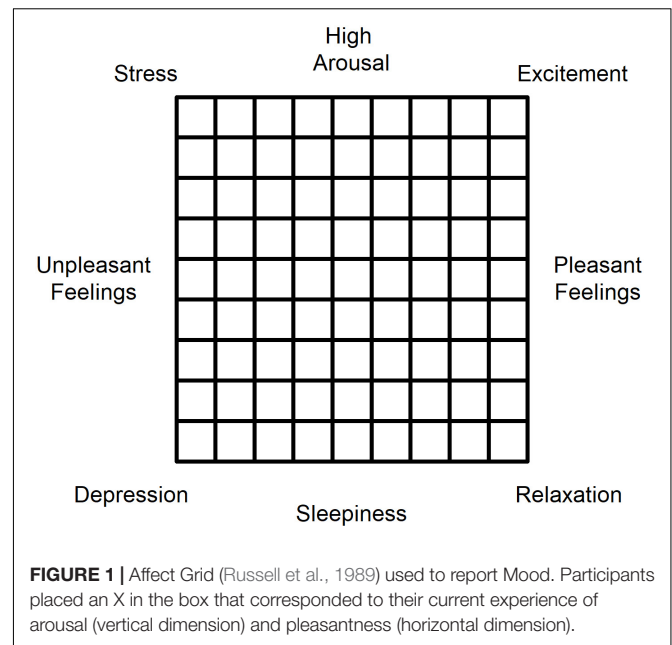 High
Arousal
Stress
Excitement
Unpleasant
Feelings
Pleasant
Feelings
Depression
Sleepiness
Relaxation
FIGURE 1 | Affect Grid (Russell et al., 1989) used to report Mood. Participants
placed an X in the box that corresponded to their current experience of
arousal (vertical dimension) and pleasantness (horizontal dimension).